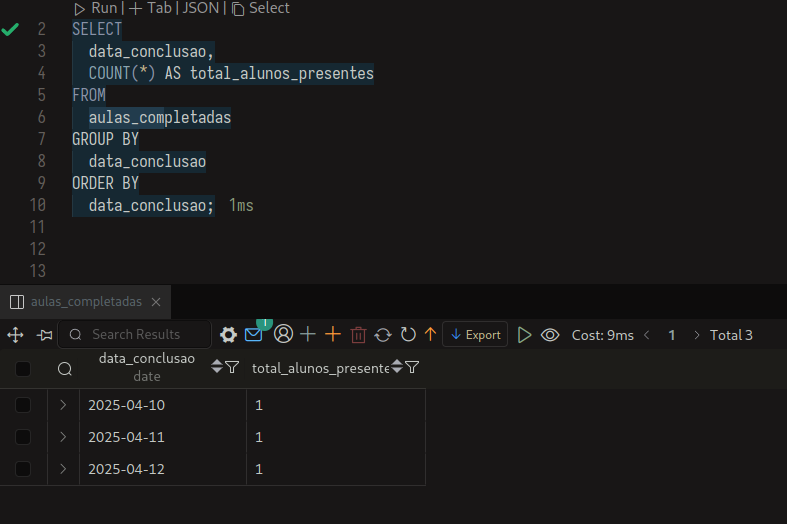 Run | Tab | JSON | Select
2 SELECT
3 data_conclusao,
4 COUNT(*) AS total_alunos_presentes
5 FROM
6 aulas_completadas
7 GROUP BY
8 data_conclusao
9 ORDER BY
10 data_conclusao; 1ms
11
12
13
aulas_completadas
Search Results 1 Export Cost: 9ms 1 Total 3
data_conclusao total_alunos_presente
date
2025-04-10 1
2025-04-11 1
2025-04-12 1